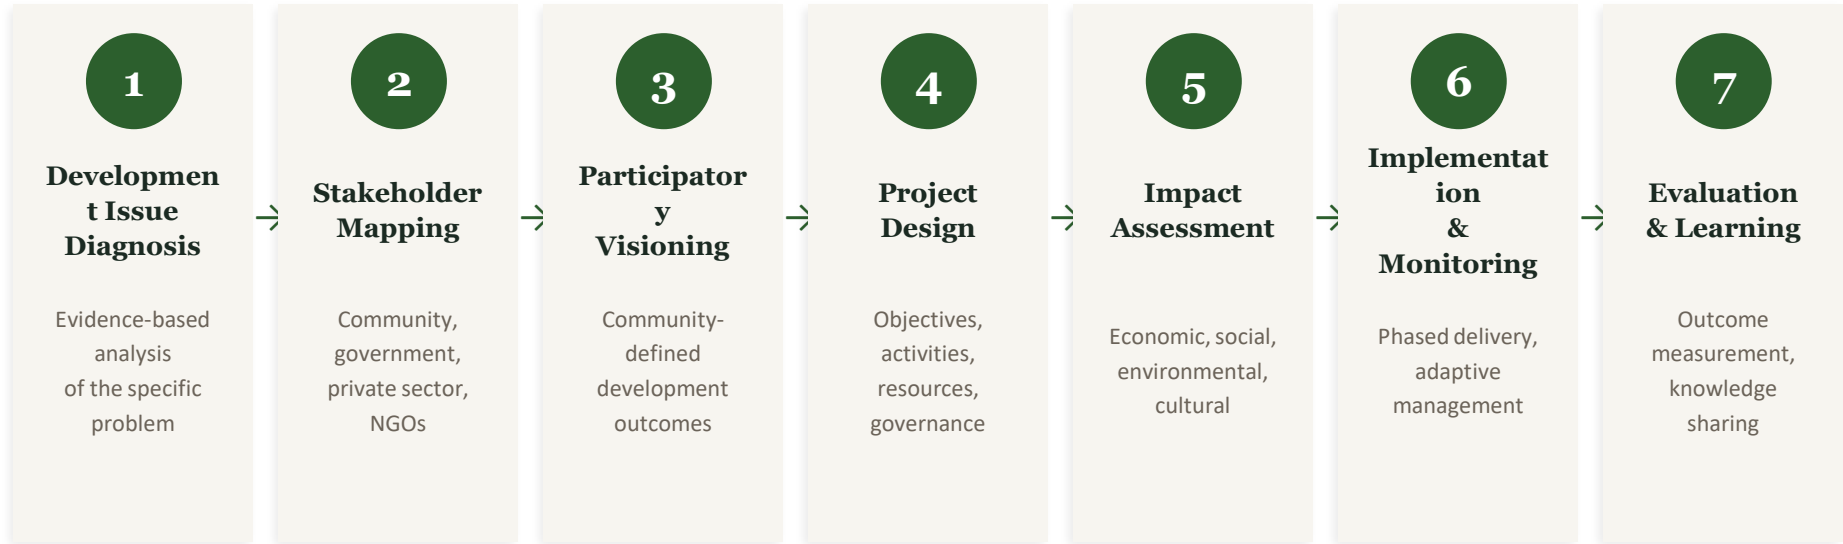 1
Developmen
t Issue
Diagnosis
Evidence-based
analysis
of the specific
problem
→
2
Stakeholder
Mapping
Community,
government,
private sector,
NGOs
→
3
Participator
y
Visioning
Community-
defined
development
outcomes
→
4
Project
Design
Objectives,
activities,
resources,
governance
→
5
Impact
Assessment
Economic, social,
environmental,
cultural
→
6
Implementat
ion
&
Monitoring
Phased delivery,
adaptive
management
→
7
Evaluation
& Learning
Outcome
measurement,
knowledge
sharing